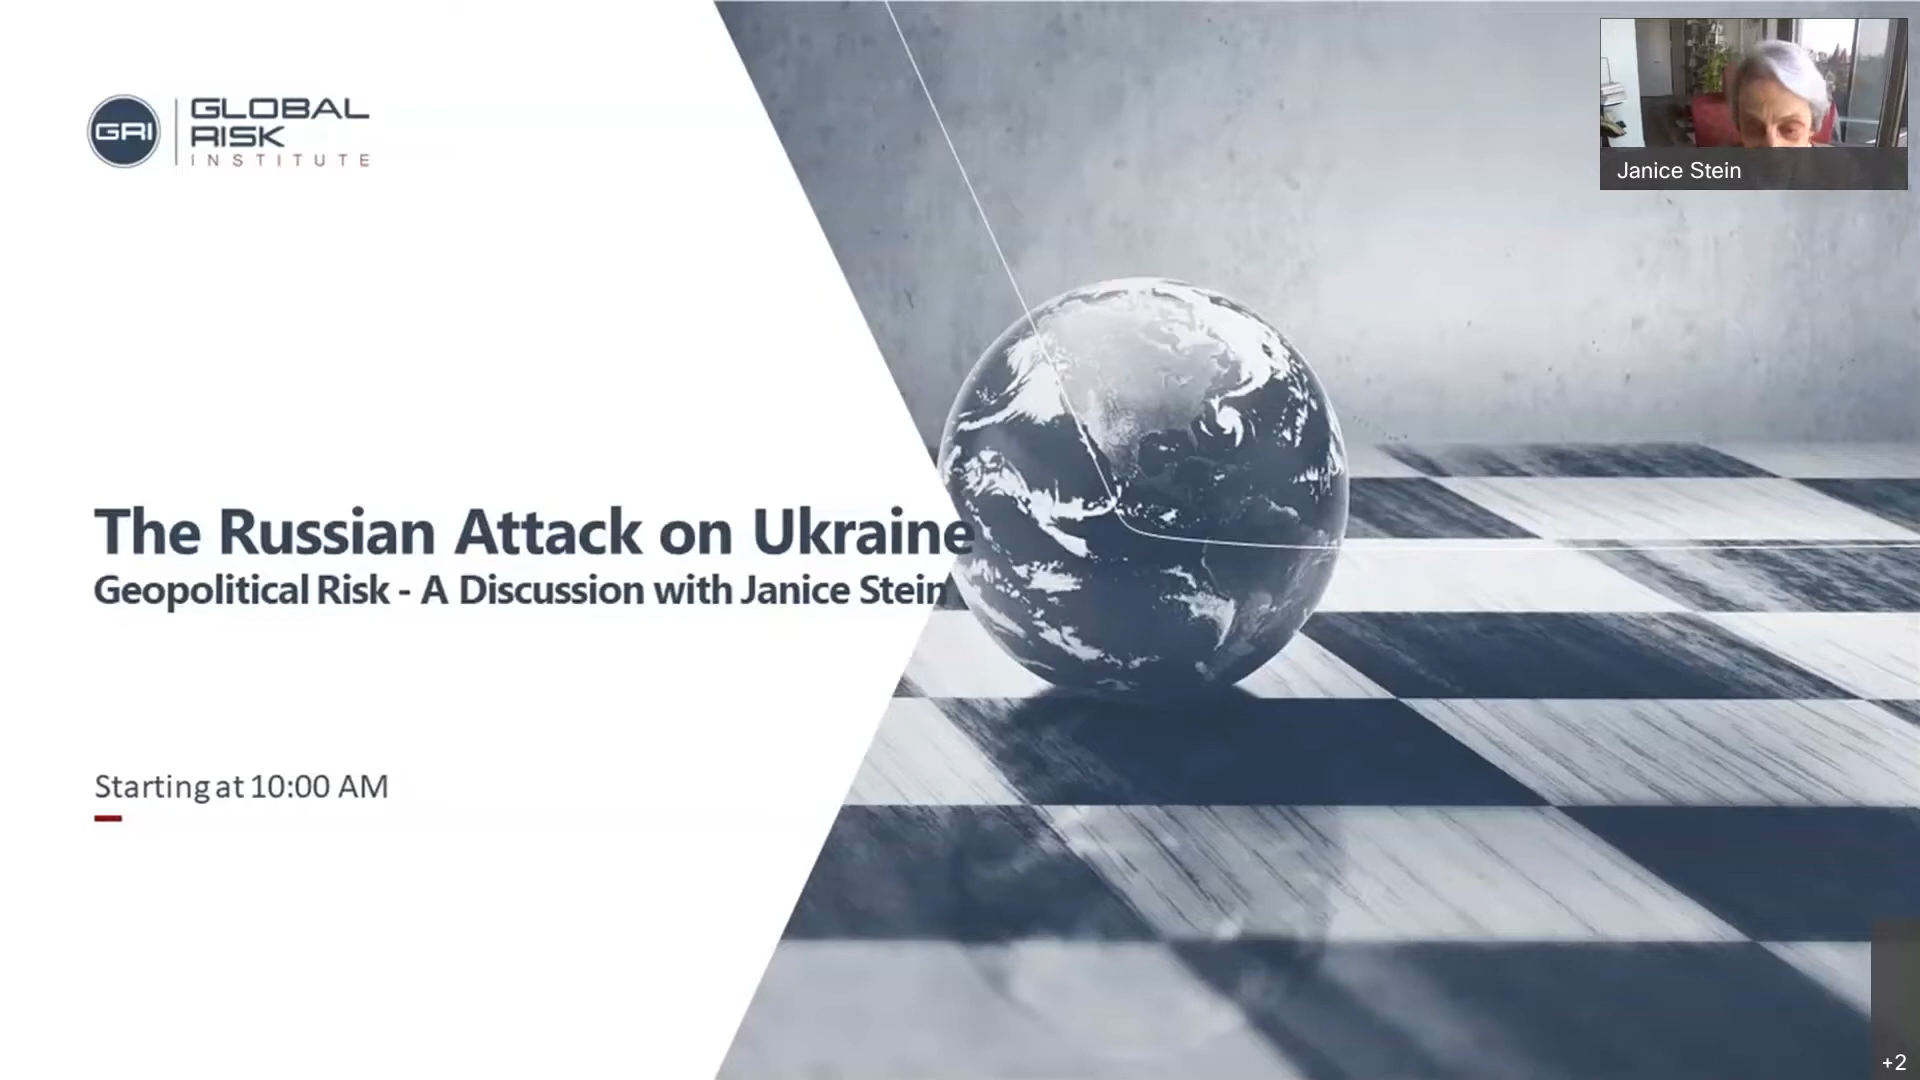 GRI
GLOBAL
RISK
INSTITUTE
Janice Stein
The Russian Attack on Ukraine
Geopolitical Risk - A Discussion with Janice Stein
Starting at 10:00 AM
+2